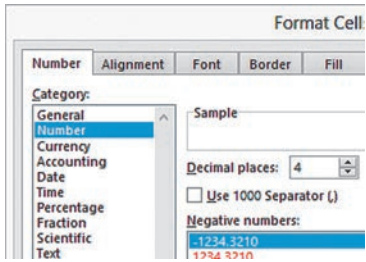 Format Cells
Number Alignment Font Border Fill
Category:
General
Number
Currency
Accounting
Date
Time
Percentage
Fraction
Scientific
Text
Sample
Decimal places: 4
Use 1000 Separator (,)
Negative numbers:
-1234.3210
1234.3210